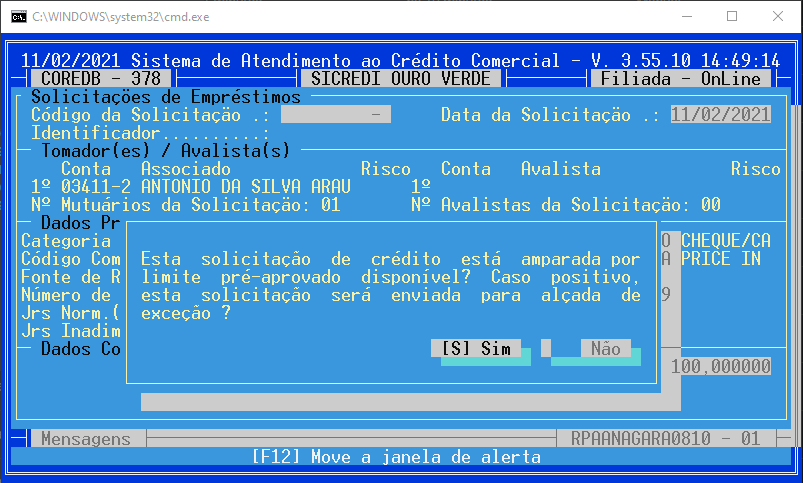 C:\WINDOWS\system32\cmd.exe
11/02/2021 Sistema de Atendimento ao Crédito Comercial - V. 3.55.10 14:49:14
COREDB - 378 SICREDI OURO VERDE Filiada - OnLine
Solicitações de Empréstimos
Código da Solicitação .: - Data da Solicitação .: 11/02/2021
Identificador..........:
Tomador(es) / Avalista(s)
Conta Associado Risco Conta Avalista Risco
1º 03411-2 ANTONIO DA SILVA ARAU 1º
Nº Mutuários da Solicitação: 01 Nº Avalistas da Solicitação: 00
Dados Pr
Categoria O CHEQUE/CA
Código Com A PRICE IN
Fonte de R
Número de 9
Jrs Norm.(
Jrs Inadim
Dados Co
100,000000
Esta solicitação de crédito está amparada por
limite pré-aprovado disponível? Caso positivo,
esta solicitação será enviada para alçada de
exceção ?
[S] Sim Não
Mensagens RPAANAGARA0810 - 01
[F12] Move a janela de alerta